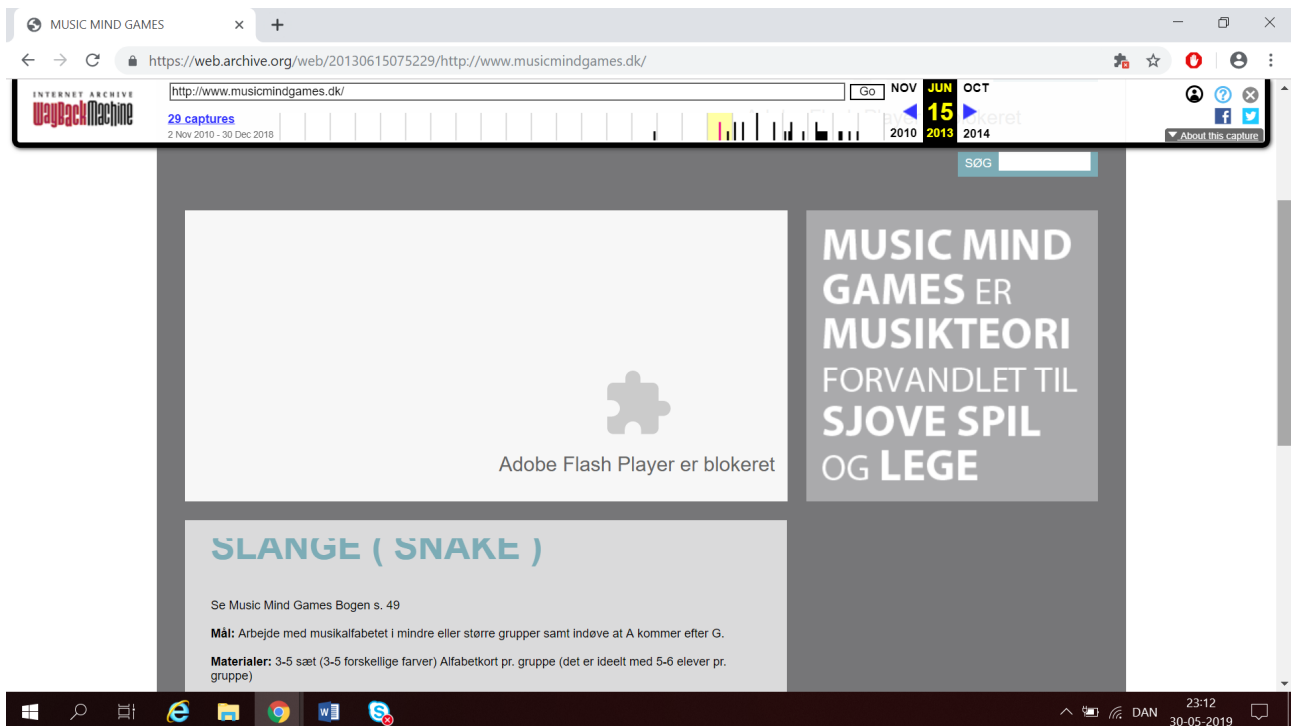 MUSIC MIND GAMES
https://web.archive.org/web/20130615075229/http://www.musicmindgames.dk/
INTERNET ARCHIVE
WayBackMachine
http://www.musicmindgames.dk/
Go
NOV JUN OCT
29 captures
15
2 Nov 2010 - 30 Dec 2018
2010 2013 2014
About this capture
SØG
MUSIC MIND
GAMES ER
MUSIKTEORI
FORVANDLET TIL
SJOVE SPIL
OG LEGE
Adobe Flash Player er blokeret
SLANGE ( SNAKE )
Se Music Mind Games Bogen s. 49
Mål: Arbejde med musikalfabetet i mindre eller større grupper samt indøve at A kommer efter G.
Materialer: 3-5 sæt (3-5 forskellige farver) Alfabetkort pr. gruppe (det er ideelt med 5-6 elever pr.
gruppe)
DAN
23:12
30-05-2019